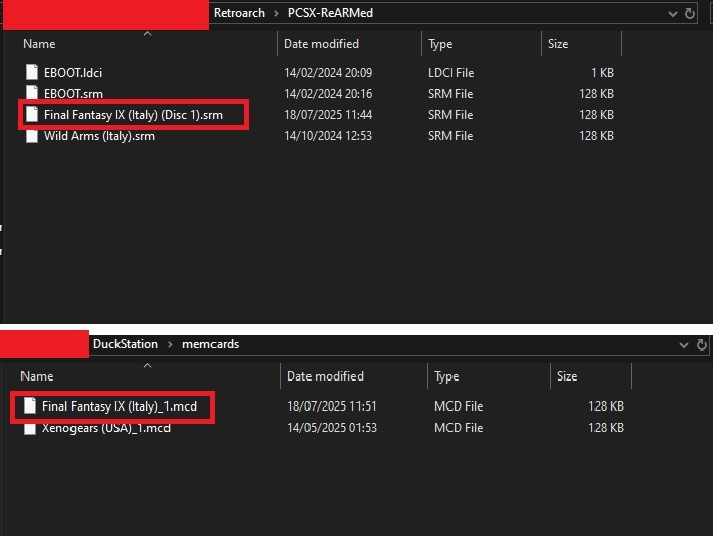 Retroarch > PCSX-ReARMed
Name Date modified Type Size
EBOOT.ldci 14/02/2024 20:09 LDCI File 1 KB
EBOOT.srm 14/02/2024 20:16 SRM File 128 KB
Final Fantasy IX (Italy) (Disc 1).srm 18/07/2025 11:44 SRM File 128 KB
Wild Arms (Italy).srm 14/10/2024 12:53 SRM File 128 KB
DuckStation > memcards
Name Date modified Type Size
Final Fantasy IX (Italy)_1.mcd 18/07/2025 11:51 MCD File 128 KB
Xenogears (USA)_1.mcd 14/05/2025 01:53 MCD File 128 KB